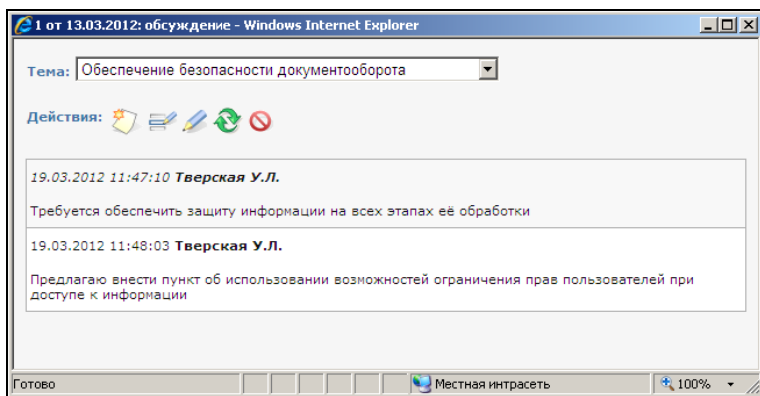 1 от 13.03.2012: обсуждение - Windows Internet Explorer
Тема: Обеспечение безопасности документооборота
Действия:
19.03.2012 11:47:10 Тверская У.Л.
Требуется обеспечить защиту информации на всех этапах её обработки
19.03.2012 11:48:03 Тверская У.Л.
Предлагаю внести пункт об использовании возможностей ограничения прав пользователей при
доступе к информации
Готово Местная интрасеть 100%